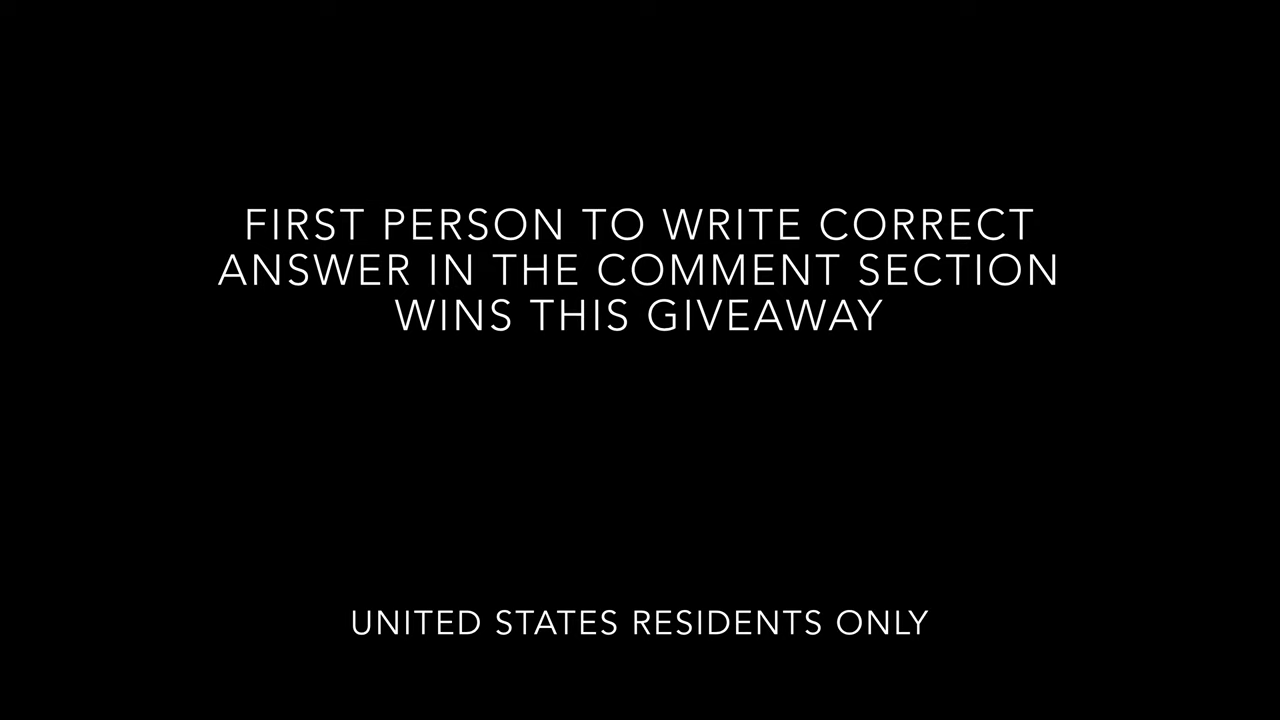 FIRST PERSON TO WRITE CORRECT
ANSWER IN THE COMMENT SECTION
WINS THIS GIVEAWAY
UNITED STATES RESIDENTS ONLY